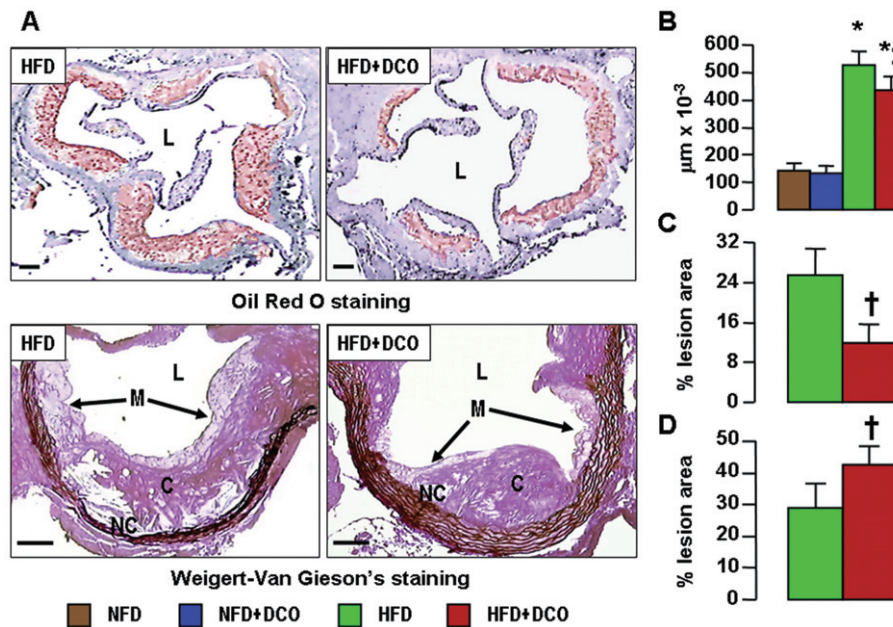 A
HFD
HFD+DCO
L
L
Oil Red O staining
HFD
HFD+DCO
L
L
M
M
C
C
NC
NC
Weigert-Van Gieson's staining
NFD NFD+DCO HFD HFD+DCO
B
µm x 10-3
600
500
400
300
200
100
0
*
*
C
% lesion area
32
24
16
8
0
†
D
% lesion area
50
40
30
20
10
0
†